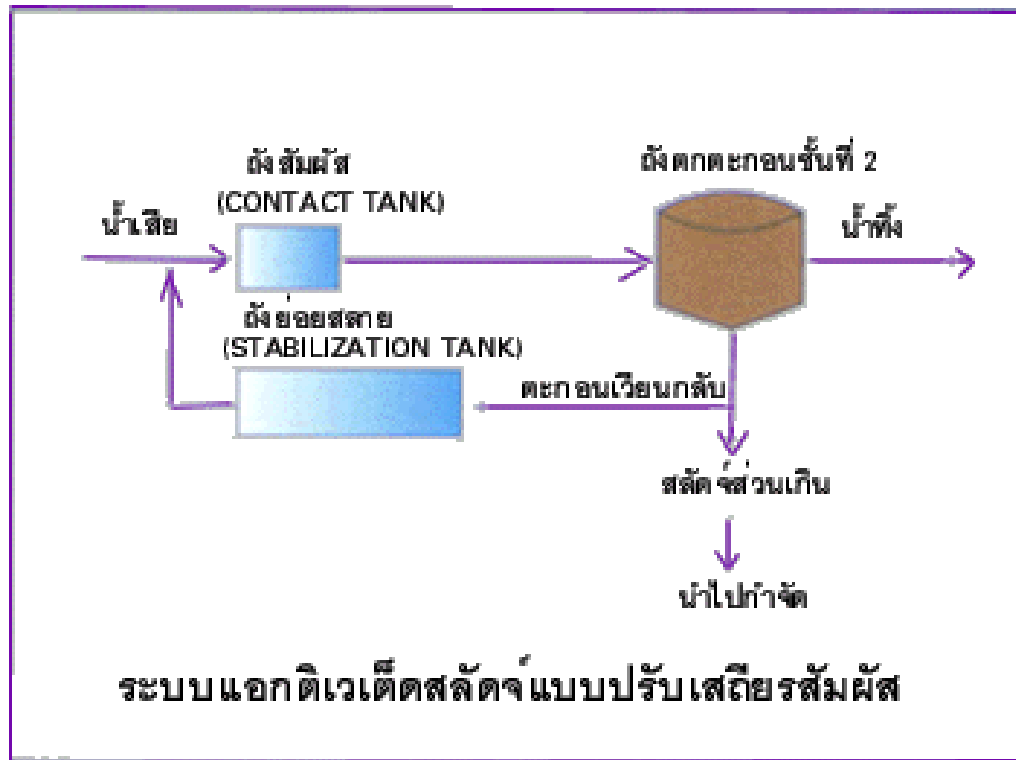 ถังสัมผัส
(CONTACT TANK)
ถังตกตะกอนชั้นที่ 2
น้ำเสีย
น้ำทิ้ง
ถังย่อยสลาย
(STABILIZATION TANK)
ตะกอนเวียนกลับ
สลัดจ์ส่วนเกิน
นำไปกำจัด
ระบบแอกติเวเต็ดสลัดจ์แบบปรับเสถียรสัมผัส